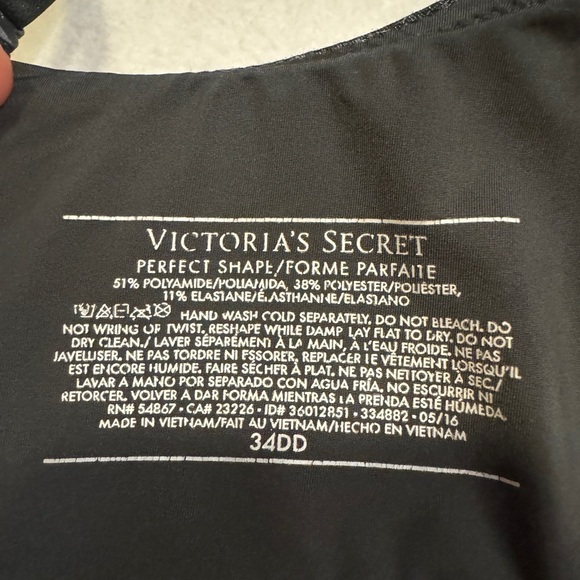 VICTORIA'S SECRET
PERFECT SHAPE/FORME PARFAITE
51% POLYAMIDE/POLIAMIDA, 38% POLYESTER/POLIÉSTER,
11% ELASTANE/ÉLASTHANNE/ELASTANO
HAND WASH COLD SEPARATELY. DO NOT BLEACH. DO
NOT WRING OR TWIST. RESHAPE WHILE DAMP. LAY FLAT TO DRY. DO NOT
DRY CLEAN./ LAVER SÉPARÉMENT À LA MAIN, À L'EAU FROIDE. NE PAS
JAVELLISER. NE PAS TORDRE NI ESSORER. REPLACER LE VÊTEMENT LORSQU'IL
EST ENCORE HUMIDE. FAIRE SÉCHER À PLAT. NE PAS NETTOYER À SEC./
LAVAR A MANO POR SEPARADO CON AGUA FRÍA. NO ESCURRIR NI
RETORCER. VOLVER A DAR FORMA MIENTRAS LA PRENDA ESTÉ HÚMEDA.
RN# 54867 • CA# 23226 • ID# 36012851 • 334882 • 05/16
MADE IN VIETNAM/FAIT AU VIETNAM/HECHO EN VIETNAM
34DD